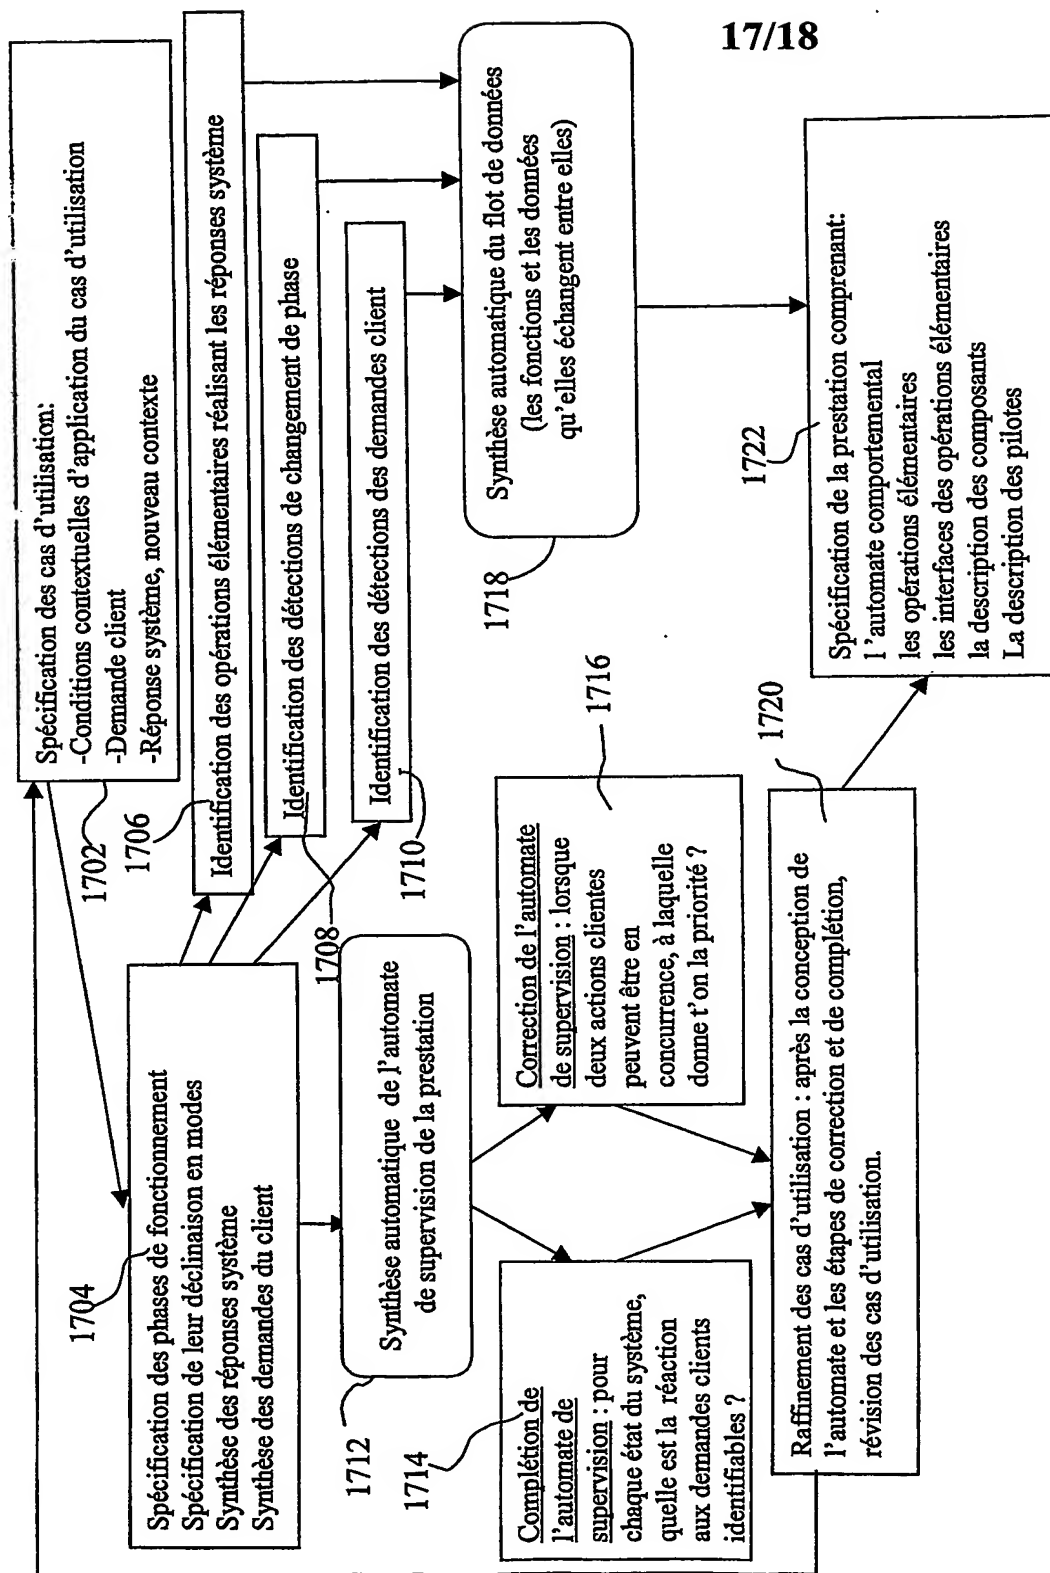 17/18
Spécification des cas d'utilisation:
-Conditions contextuelles d'application du cas d'utilisation
-Demande client
-Réponse système, nouveau contexte
1702
1704
Spécification des phases de fonctionnement
Spécification de leur déclinaison en modes
Synthèse des réponses système
Synthèse des demandes du client
1706
Identification des opérations élémentaires réalisant les réponses système
1708
Identification des détections de changement de phase
1710
Identification des détections des demandes client
1712
Synthèse automatique de l'automate
de supervision de la prestation
1718
Synthèse automatique du flot de données
(les fonctions et les données
qu'elles échangent entre elles)
1714
Complétion de
l'automate de
supervision : pour
chaque état du système,
quelle est la réaction
aux demandes clients
identifiables ?
1716
Correction de l'automate
de supervision : lorsque
deux actions clientes
peuvent être en
concurrence, à laquelle
donne t'on la priorité ?
1720
Raffinement des cas d'utilisation : après la conception de
l'automate et les étapes de correction et de complétion,
révision des cas d'utilisation.
1722
Spécification de la prestation comprenant:
l'automate comportemental
les opérations élémentaires
les interfaces des opérations élémentaires
la description des composants
La description des pilotes